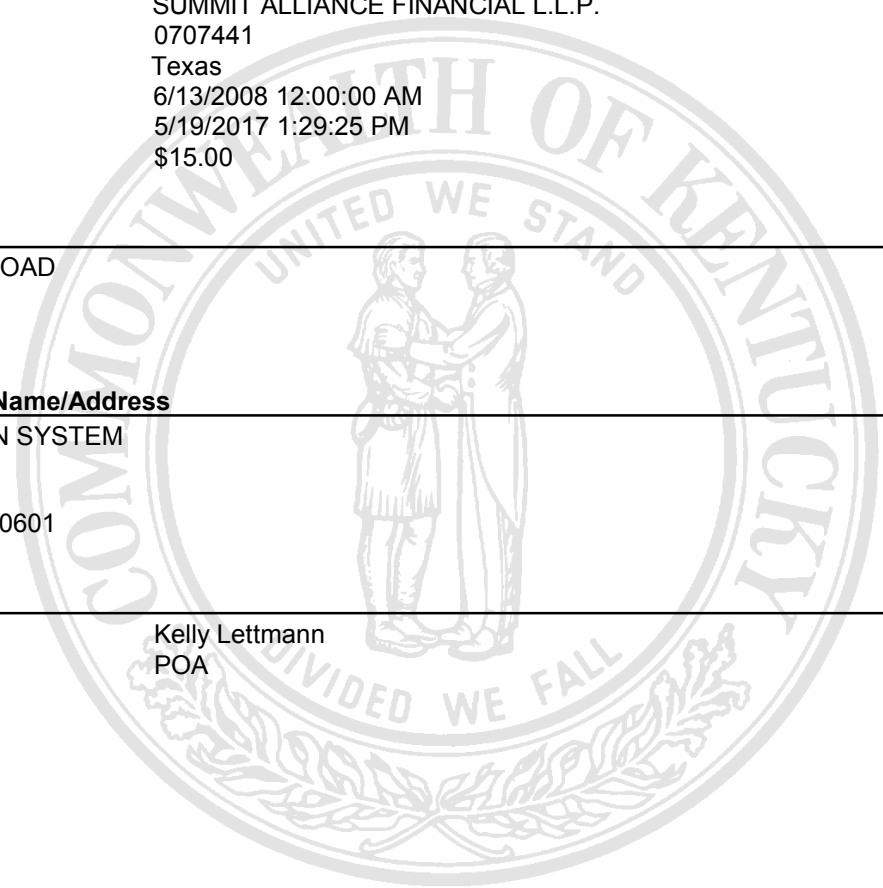 SUMMIT ALLIANCE FINANCIAL L.L.P.
0707441
Texas
6/13/2008 12:00:00 AM
5/19/2017 1:29:25 PM
$15.00
OAD
Name/Address
N SYSTEM
0601
Kelly Lettmann
POA
COMMONWEALTH OF KENTUCKY
UNITED WE STAND
DIVIDED WE FALL